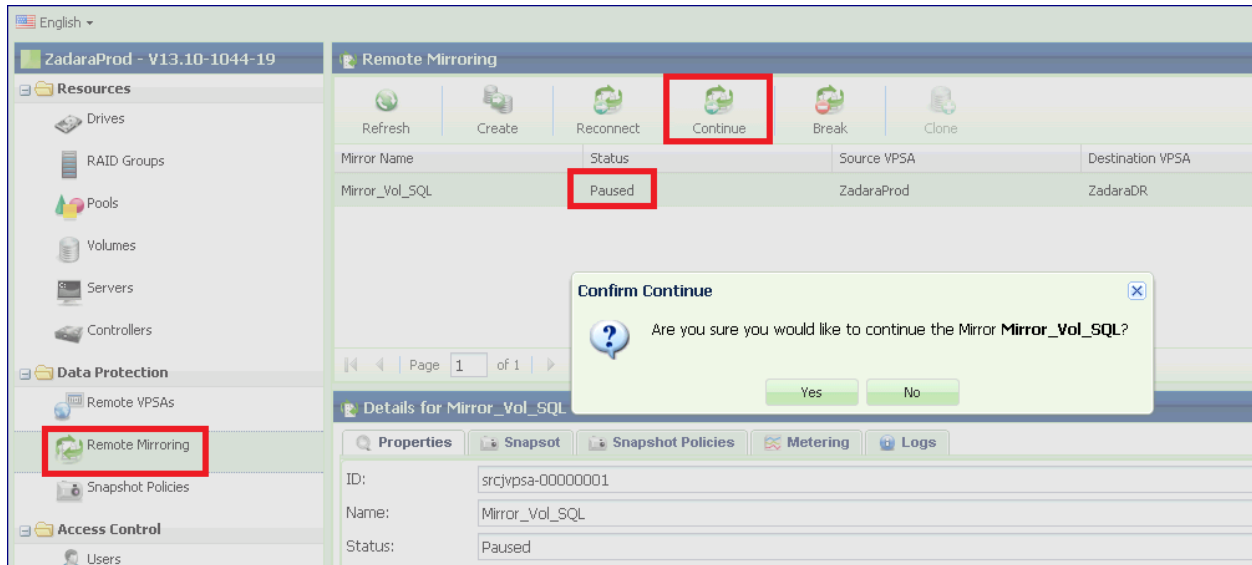 English
ZadaraProd - V13.10-1044-19
Resources
Drives
RAID Groups
Pools
Volumes
Servers
Controllers
Data Protection
Remote VPSAs
Remote Mirroring
Snapshot Policies
Access Control
Users
Remote Mirroring
Refresh Create Reconnect Continue Break Clone
Mirror Name Status Source VPSA Destination VPSA
Mirror_Vol_SQL Paused ZadaraProd ZadaraDR
Confirm Continue
Are you sure you would like to continue the Mirror Mirror_Vol_SQL?
Yes No
Page 1 of 1
Details for Mirror_Vol_SQL
Properties Snapsot Snapshot Policies Metering Logs
ID: srcjvpsa-00000001
Name: Mirror_Vol_SQL
Status: Paused